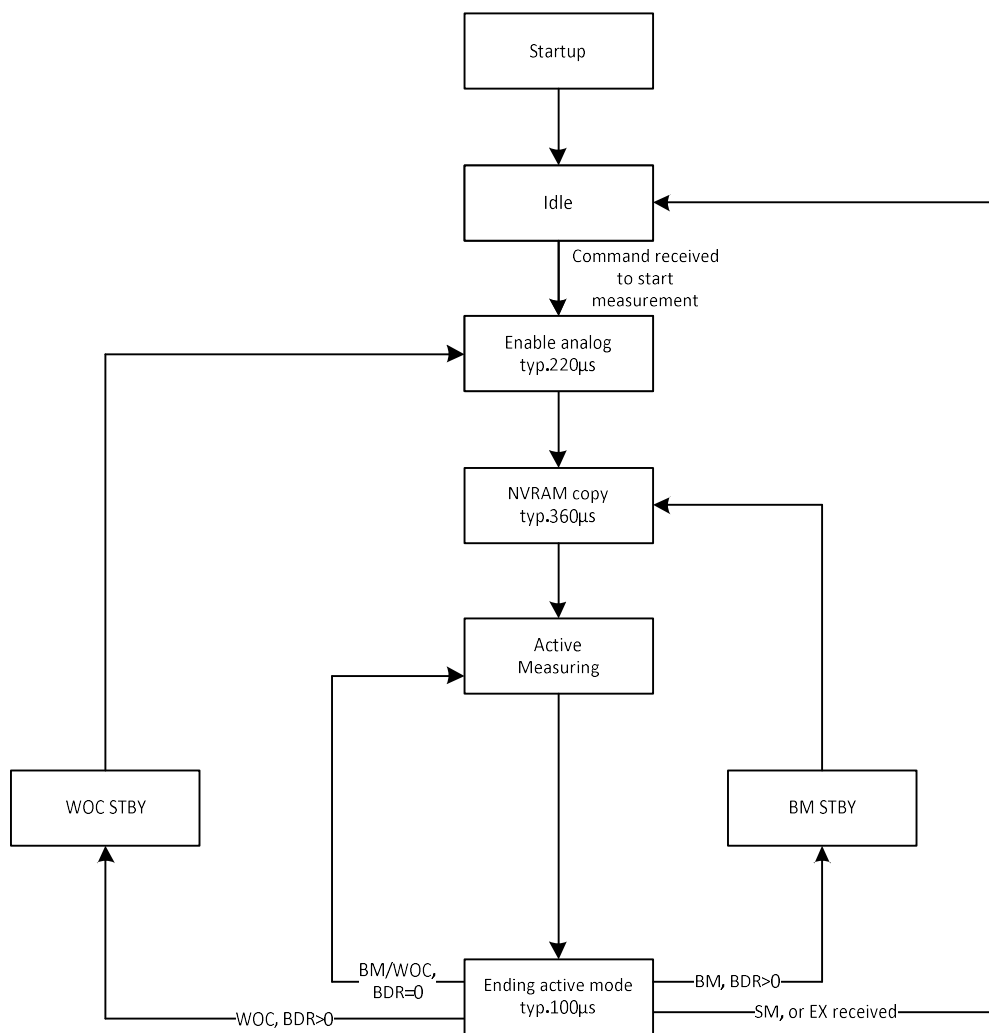 Startup
Idle
Command received
to start
measurement
Enable analog
typ.220µs
NVRAM copy
typ.360µs
Active
Measuring
WOC STBY
BM STBY
BM/WOC,
BDR=0
Ending active mode
typ.100µs
BM, BDR>0
WOC, BDR>0
SM, or EX received